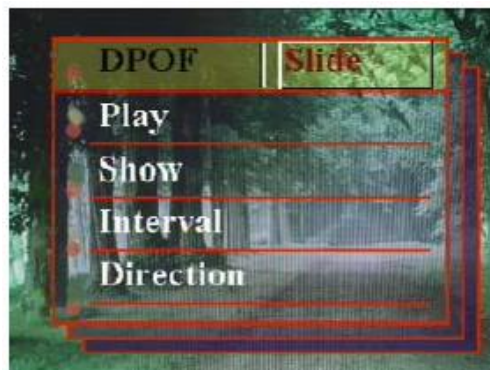 DPOF Slide
Play
Show
Interval
Direction